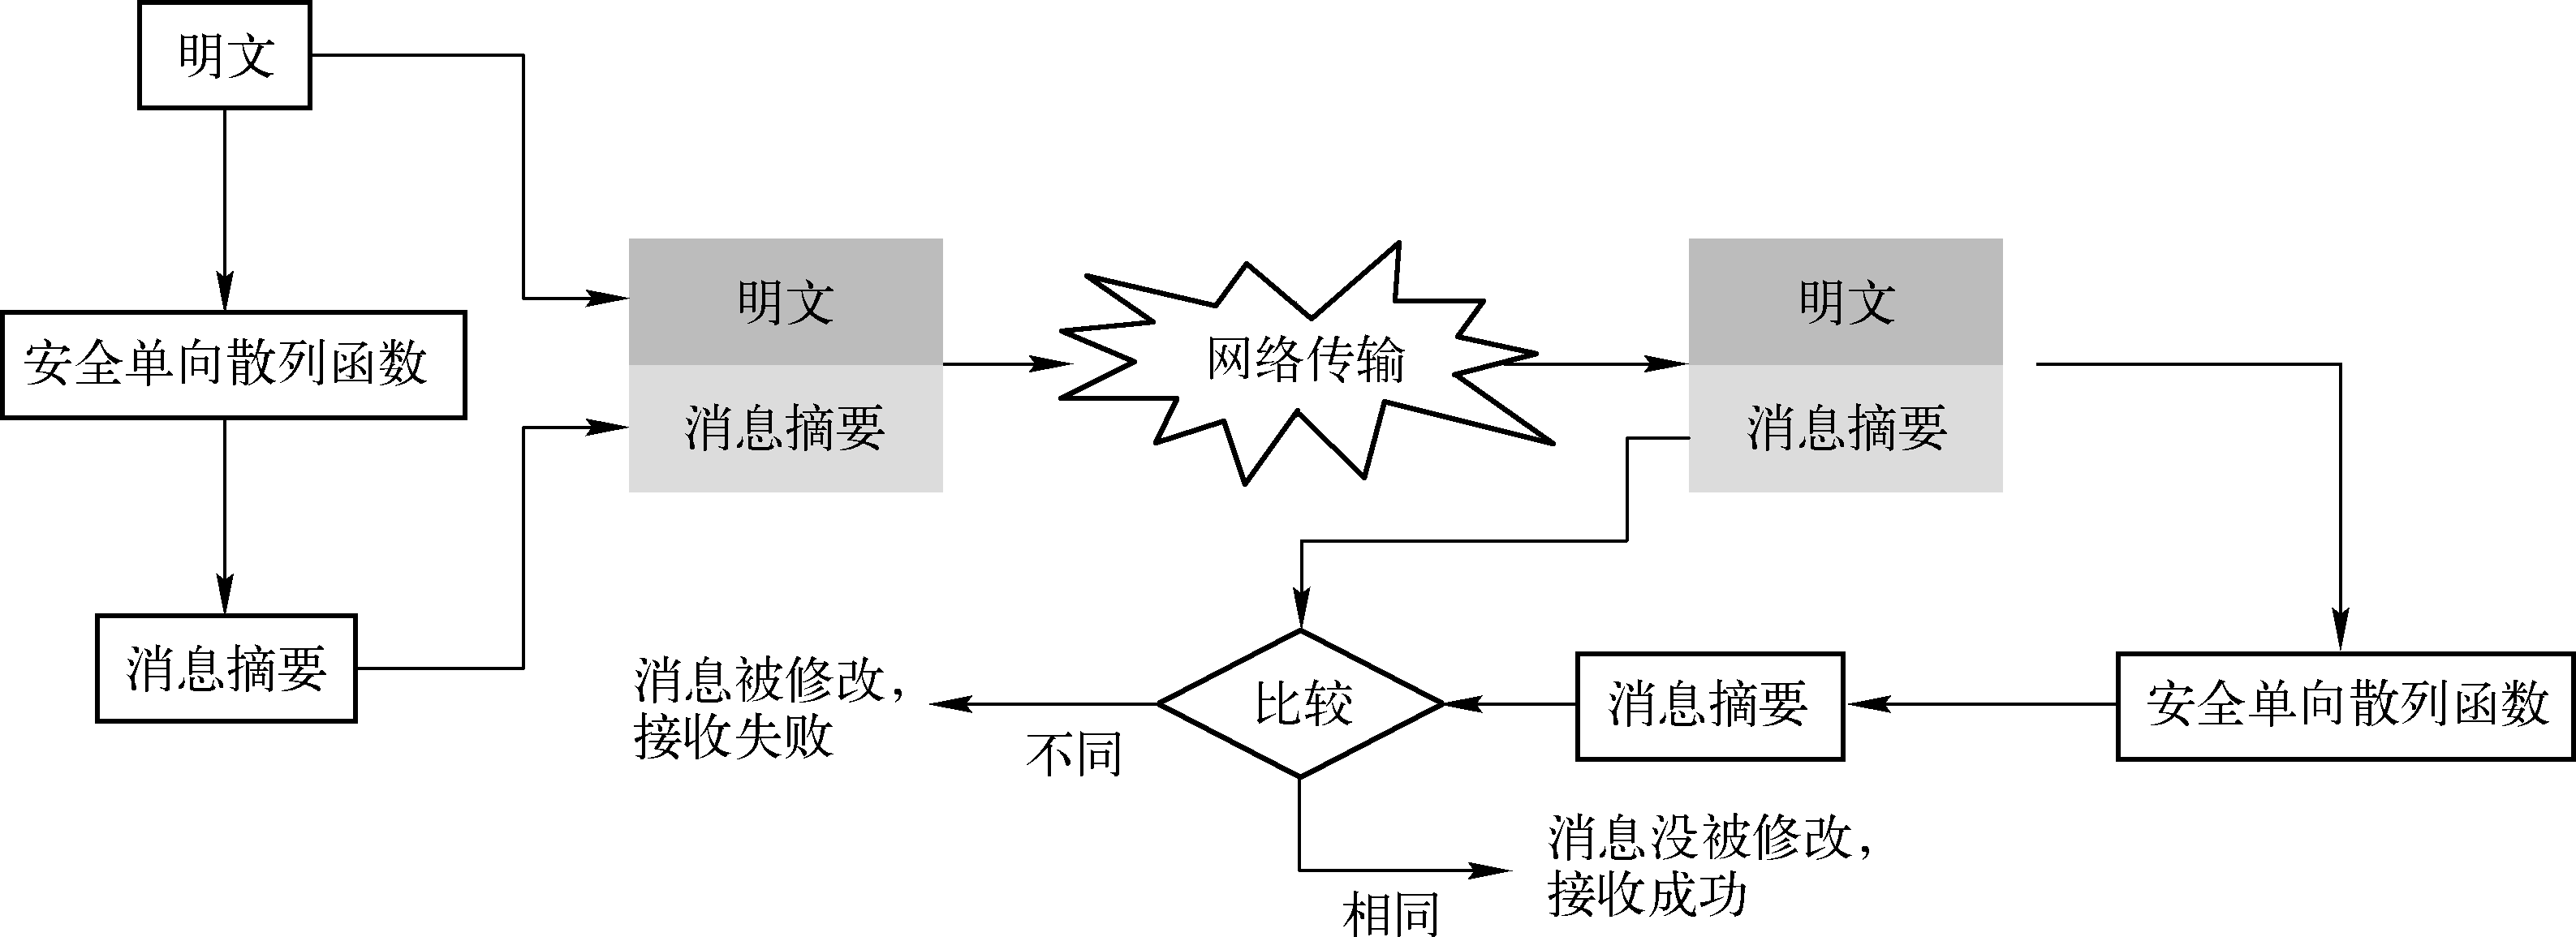 明文
安全单向散列函数
消息摘要
明文
消息摘要
网络传输
明文
消息摘要
安全单向散列函数
消息摘要
比较
不同
消息被修改，
接收失败
相同
消息没被修改，
接收成功